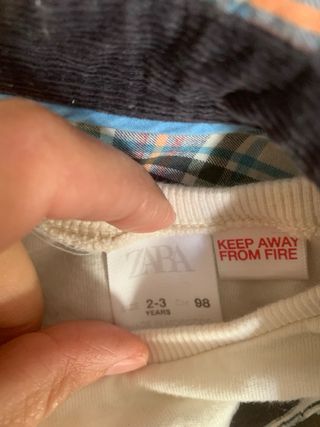 ZARA
KEEP AWAY
FROM FIRE
2-3
98
YEARS